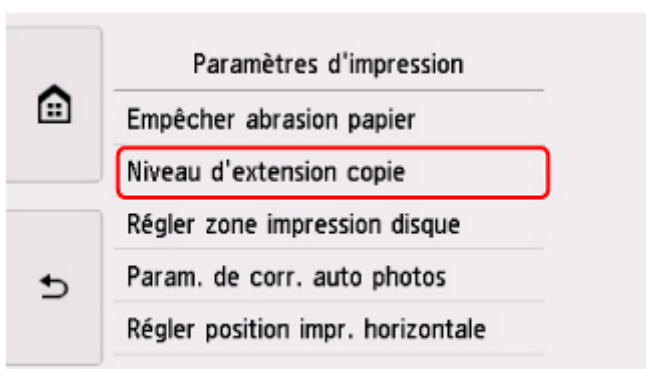 Paramètres d'impression
Empêcher abrasion papier
Niveau d'extension copie
Régler zone impression disque
Param. de corr. auto photos
Régler position impr. horizontale